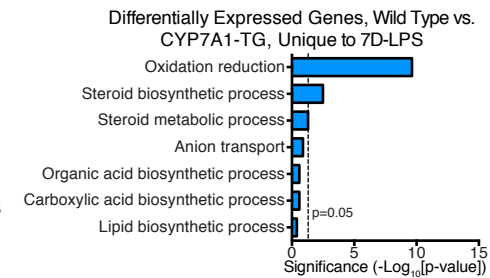 Differentially Expressed Genes, Wild Type vs.
CYP7A1-TG, Unique to 7D-LPS
Oxidation reduction
Steroid biosynthetic process
Steroid metabolic process
Anion transport
Organic acid biosynthetic process
Carboxylic acid biosynthetic process
Lipid biosynthetic process
p=0.05
0 5 10 15
Significance (-Log10[p-value])